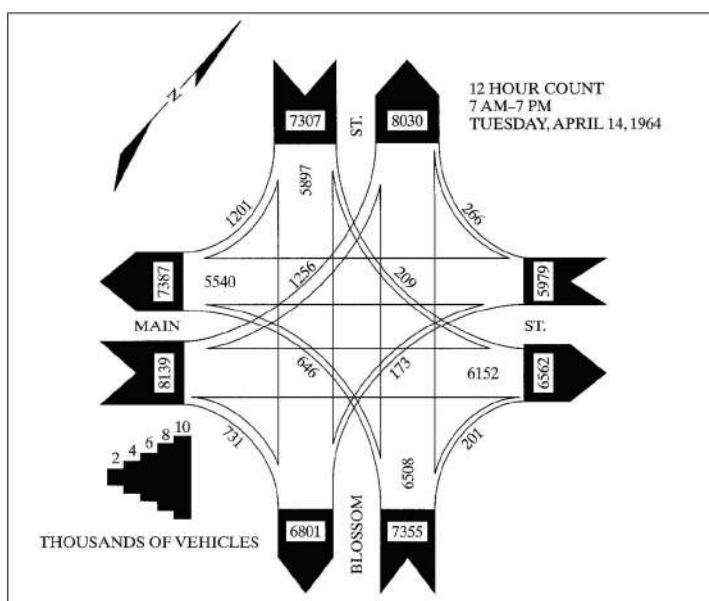 12 HOUR COUNT
7 AM–7 PM
TUESDAY, APRIL 14, 1964
N
7307
ST.
8030
5897
1201
266
7387
5540
1256
209
5979
MAIN
ST.
8139
646
173
6152
6562
731
201
6508
2 4 6 8 10
THOUSANDS OF VEHICLES
6801
BLOSSOM
7355